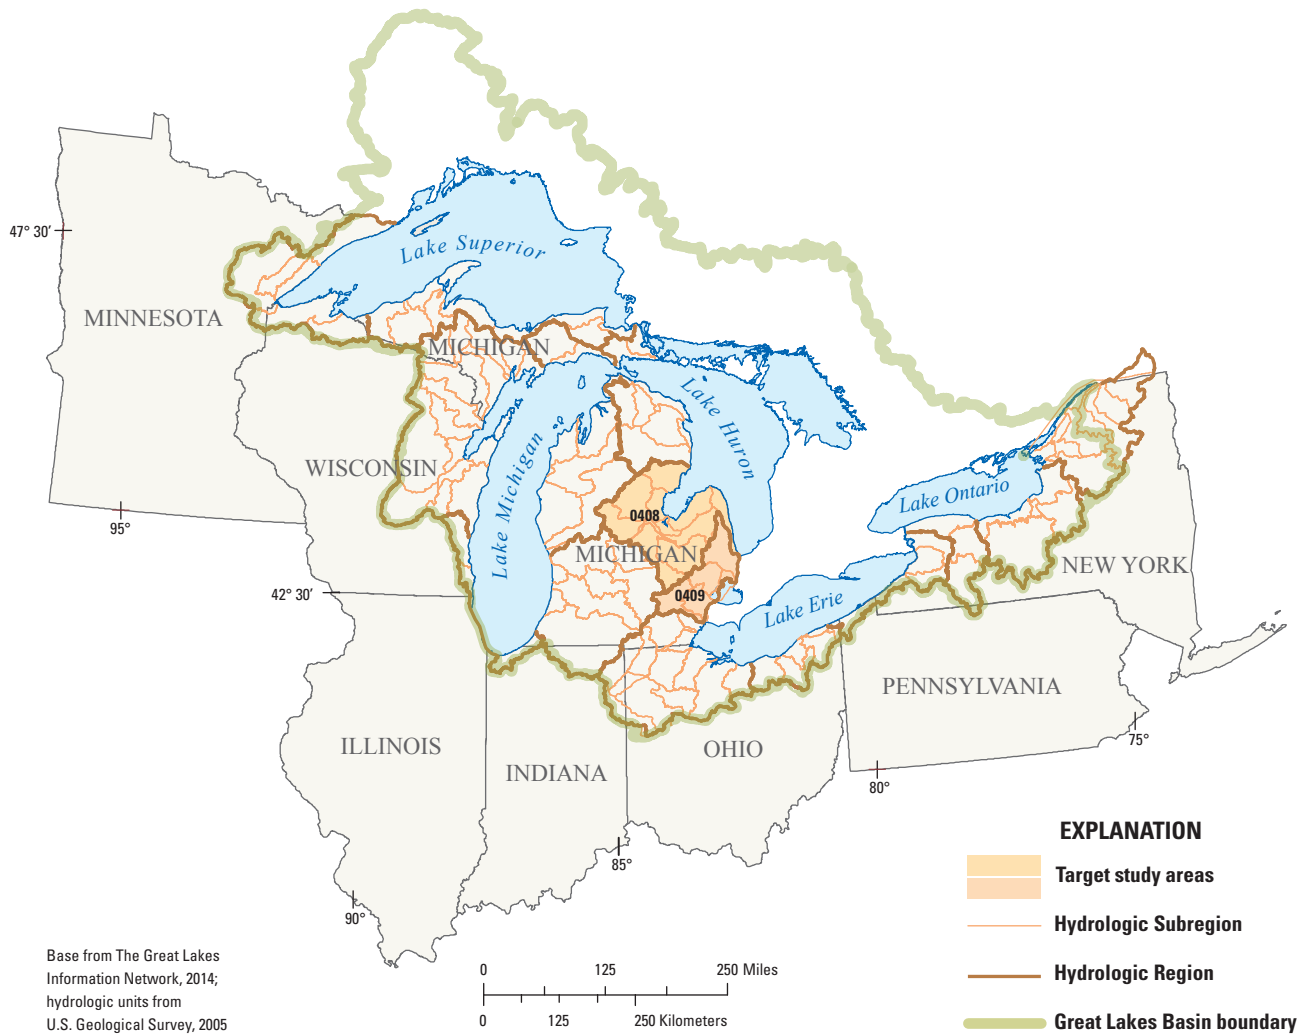 47° 30′
Lake Superior
MINNESOTA
MICHIGAN
Lake Huron
WISCONSIN
Lake Michigan
Lake Ontario
95°
0408
MICHIGAN
NEW YORK
42° 30′
0409
Lake Erie
PENNSYLVANIA
ILLINOIS
OHIO
75°
INDIANA
80°
85°
90°
EXPLANATION
Target study areas
Hydrologic Subregion
Hydrologic Region
Great Lakes Basin boundary
Base from The Great Lakes
Information Network, 2014;
hydrologic units from
U.S. Geological Survey, 2005
0 125 250 Miles
0 125 250 Kilometers